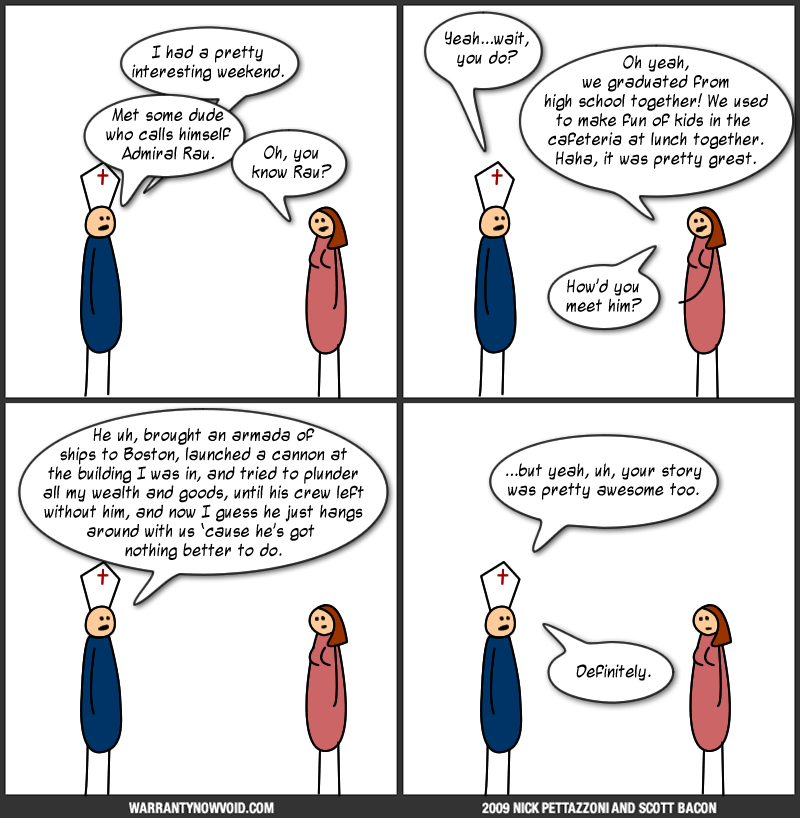 I had a pretty
interesting weekend.
Met some dude
who calls himself
Admiral Rau.
Oh, you
know Rau?
Yeah...wait,
you do?
Oh yeah,
we graduated from
high school together! We used
to make fun of kids in the
cafeteria at lunch together.
Haha, it was pretty great.
How'd you
meet him?
He uh, brought an armada of
ships to Boston, launched a cannon at
the building I was in, and tried to plunder
all my wealth and goods, until his crew left
without him, and now I guess he just hangs
around with us 'cause he's got
nothing better to do.
...but yeah, uh, your story
was pretty awesome too.
Definitely.
WARRANTYNOWVOID.COM
2009 NICK PETTAZZONI AND SCOTT BACON